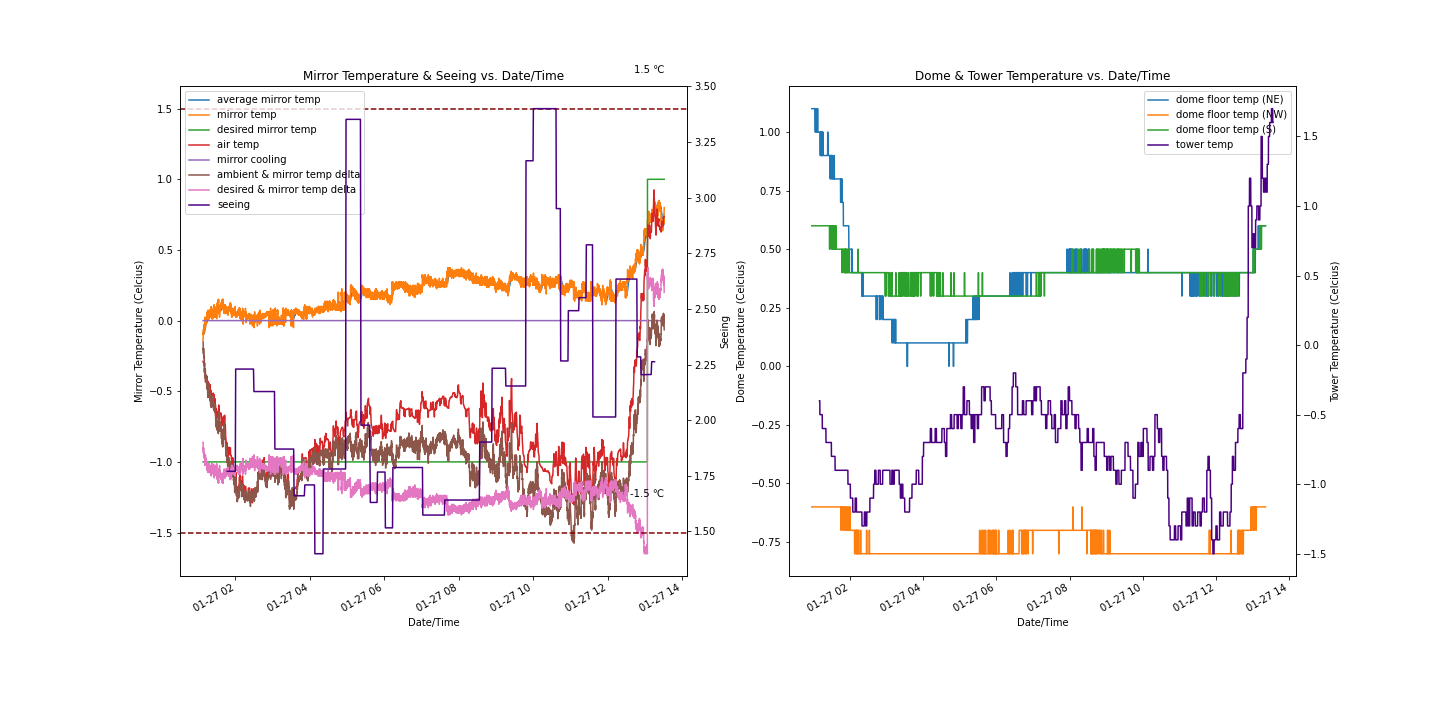 1.5 °C
Mirror Temperature & Seeing vs. Date/Time
average mirror temp
mirror temp
desired mirror temp
air temp
mirror cooling
ambient & mirror temp delta
desired & mirror temp delta
seeing
Mirror Temperature (Celcius)
1.5
1.0
0.5
0.0
−0.5
−1.0
−1.5
-1.5 °C
3.50
3.25
3.00
2.75
2.50
2.25
2.00
1.75
1.50
Seeing
01-27 02
01-27 04
01-27 06
01-27 08
01-27 10
01-27 12
01-27 14
Date/Time
Dome & Tower Temperature vs. Date/Time
dome floor temp (NE)
dome floor temp (NW)
dome floor temp (S)
tower temp
Dome Temperature (Celcius)
1.00
0.75
0.50
0.25
0.00
−0.25
−0.50
−0.75
1.5
1.0
0.5
0.0
−0.5
−1.0
−1.5
Tower Temperature (Celcius)
01-27 02
01-27 04
01-27 06
01-27 08
01-27 10
01-27 12
01-27 14
Date/Time